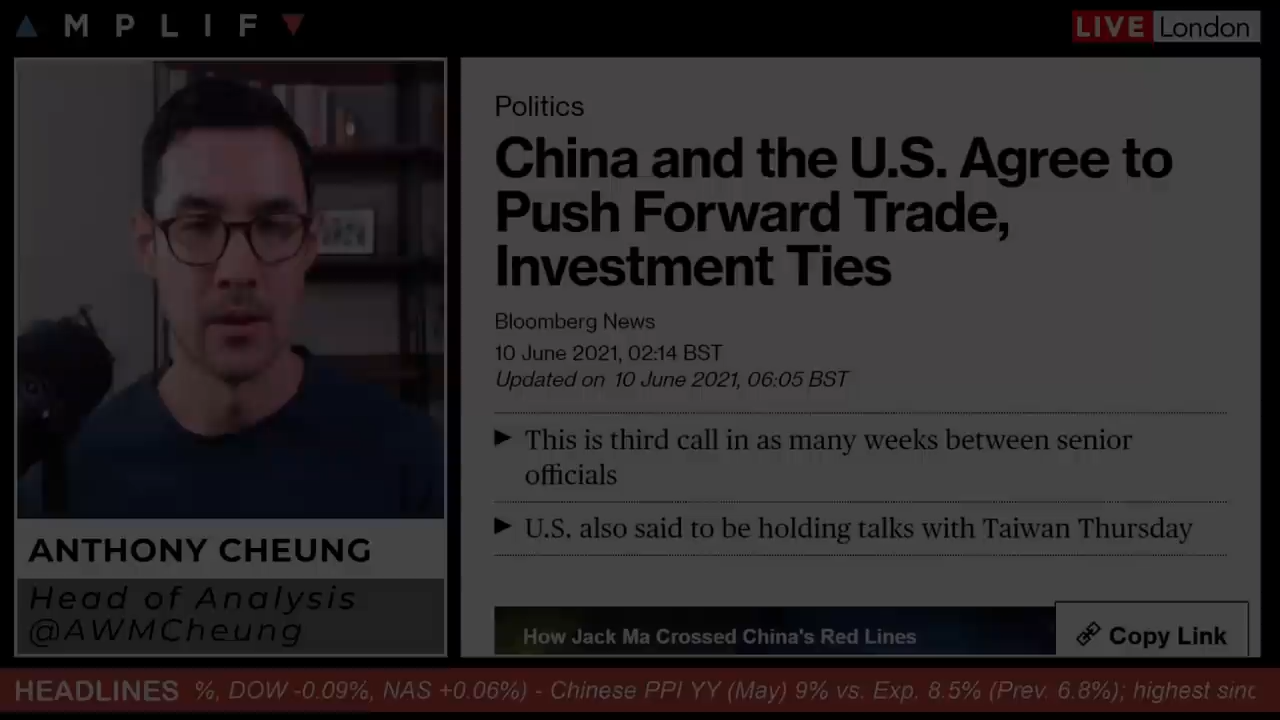 AMPLIFY
LIVE London
Politics
China and the U.S. Agree to
Push Forward Trade,
Investment Ties
Bloomberg News
10 June 2021, 02:14 BST
Updated on 10 June 2021, 06:05 BST
This is third call in as many weeks between senior
officials
U.S. also said to be holding talks with Taiwan Thursday
How Jack Ma Crossed China's Red Lines
Copy Link
ANTHONY CHEUNG
Head of Analysis
@AWMCheung
HEADLINES %, DOW -0.09%, NAS +0.06%) - Chinese PPI YY (May) 9% vs. Exp. 8.5% (Prev. 6.8%); highest